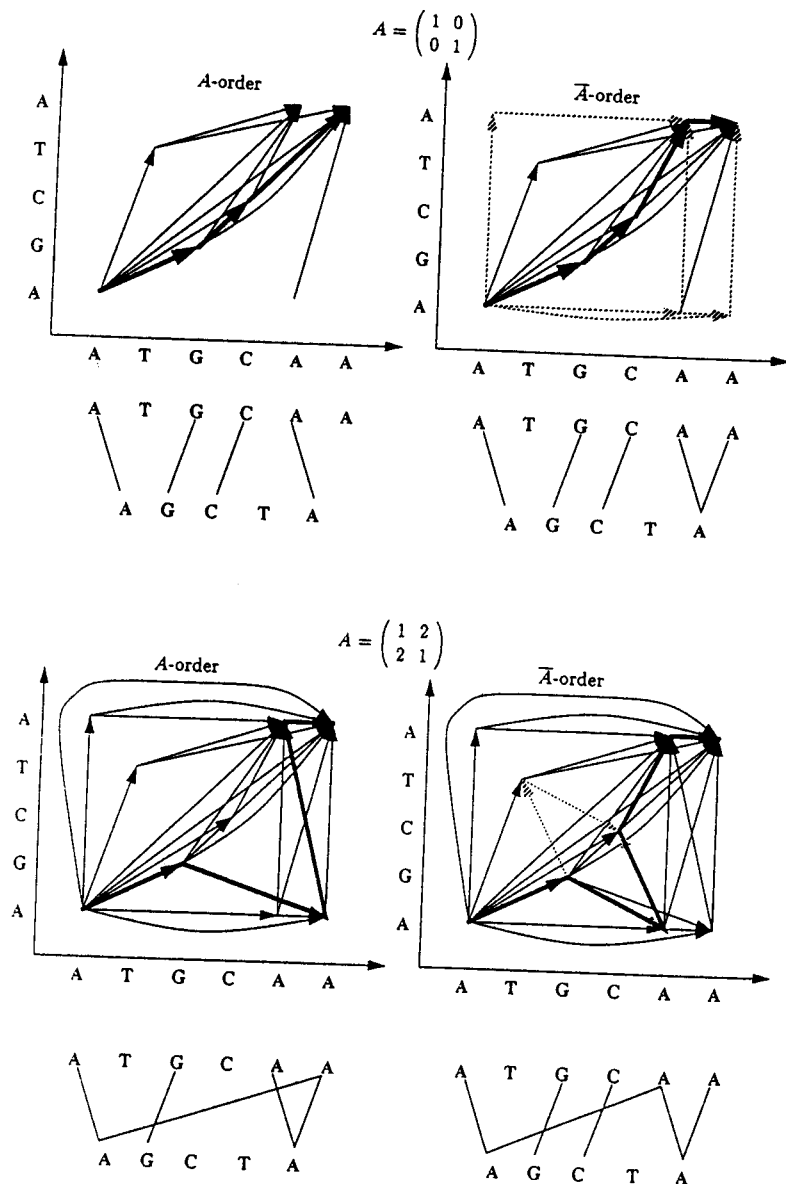 A = ( 1 0
0 1 )
A-order
A̅-order
A
T
C
G
A
A T G C A A
A
T
C
G
A
A T G C A A
A T G C A A
A G C T A
A T G C A A
A G C T A
A = ( 1 2
2 1 )
A-order
A̅-order
A
T
C
G
A
A T G C A A
A
T
C
G
A
A T G C A A
A T G C A A
A G C T A
A T G C A A
A G C T A